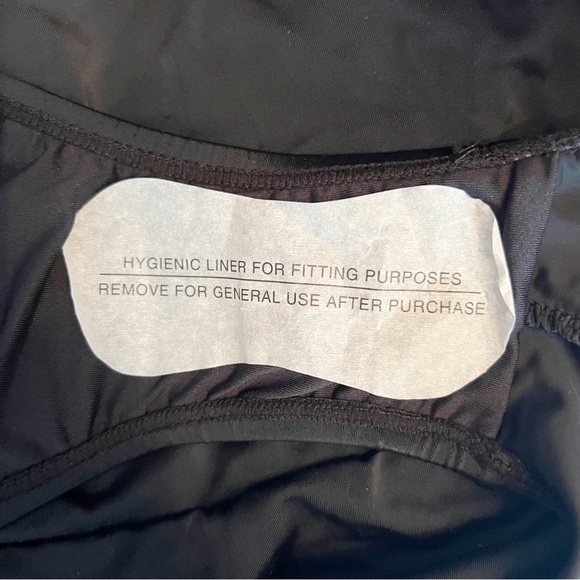 HYGIENIC LINER FOR FITTING PURPOSES
REMOVE FOR GENERAL USE AFTER PURCHASE